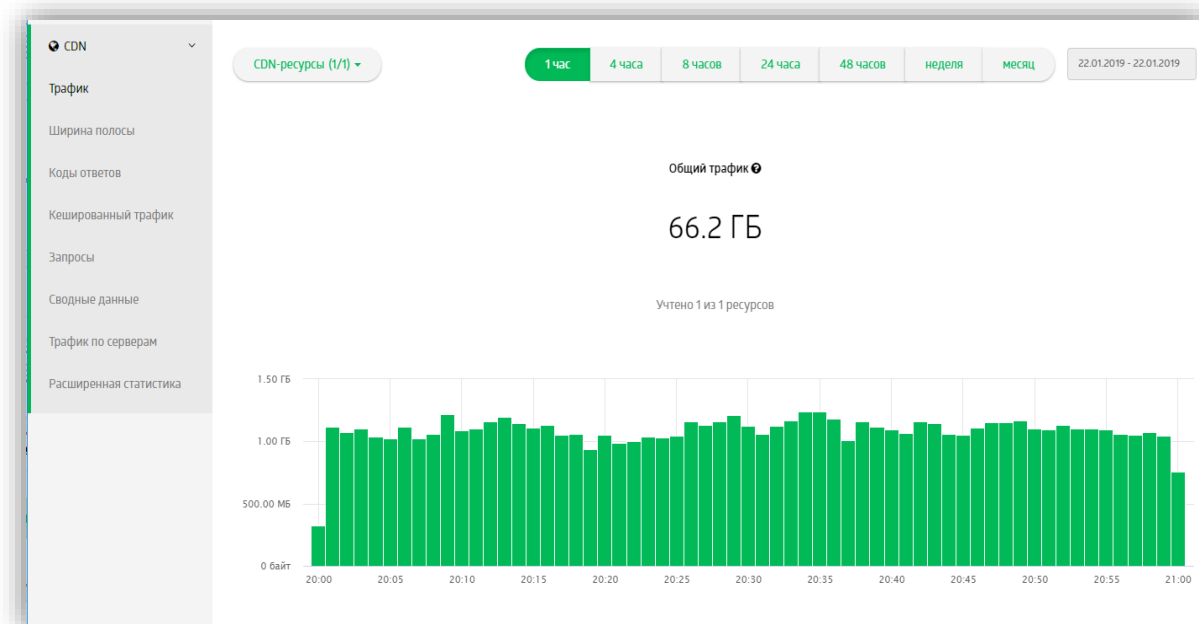 CDN
Трафик
Ширина полосы
Коды ответов
Кешированный трафик
Запросы
Сводные данные
Трафик по серверам
Расширенная статистика
CDN-ресурсы (1/1)
1 час 4 часа 8 часов 24 часа 48 часов неделя месяц 22.01.2019 - 22.01.2019
Общий трафик
66.2 ГБ
Учтено 1 из 1 ресурсов
1.50 ГБ
1.00 ГБ
500.00 МБ
0 байт
20:00 20:05 20:10 20:15 20:20 20:25 20:30 20:35 20:40 20:45 20:50 20:55 21:00